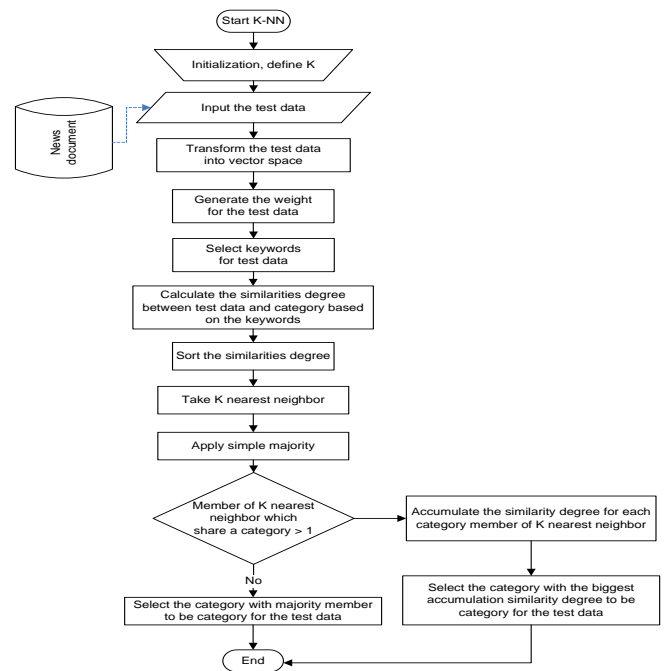 Start K-NN
Initialization, define K
Input the test data
News
document
Transform the test data
into vector space
Generate the weight
for the test data
Select keywords
for test data
Calculate the similarities degree
between test data and category based
on the keywords
Sort the similarities degree
Take K nearest neighbor
Apply simple majority
Member of K nearest
neighbor which
share a category > 1
Accumulate the similarity degree for each
category member of K nearest neighbor
No
Select the category with majority member
to be category for the test data
Select the category with the biggest
accumulation similarity degree to be
category for the test data
End